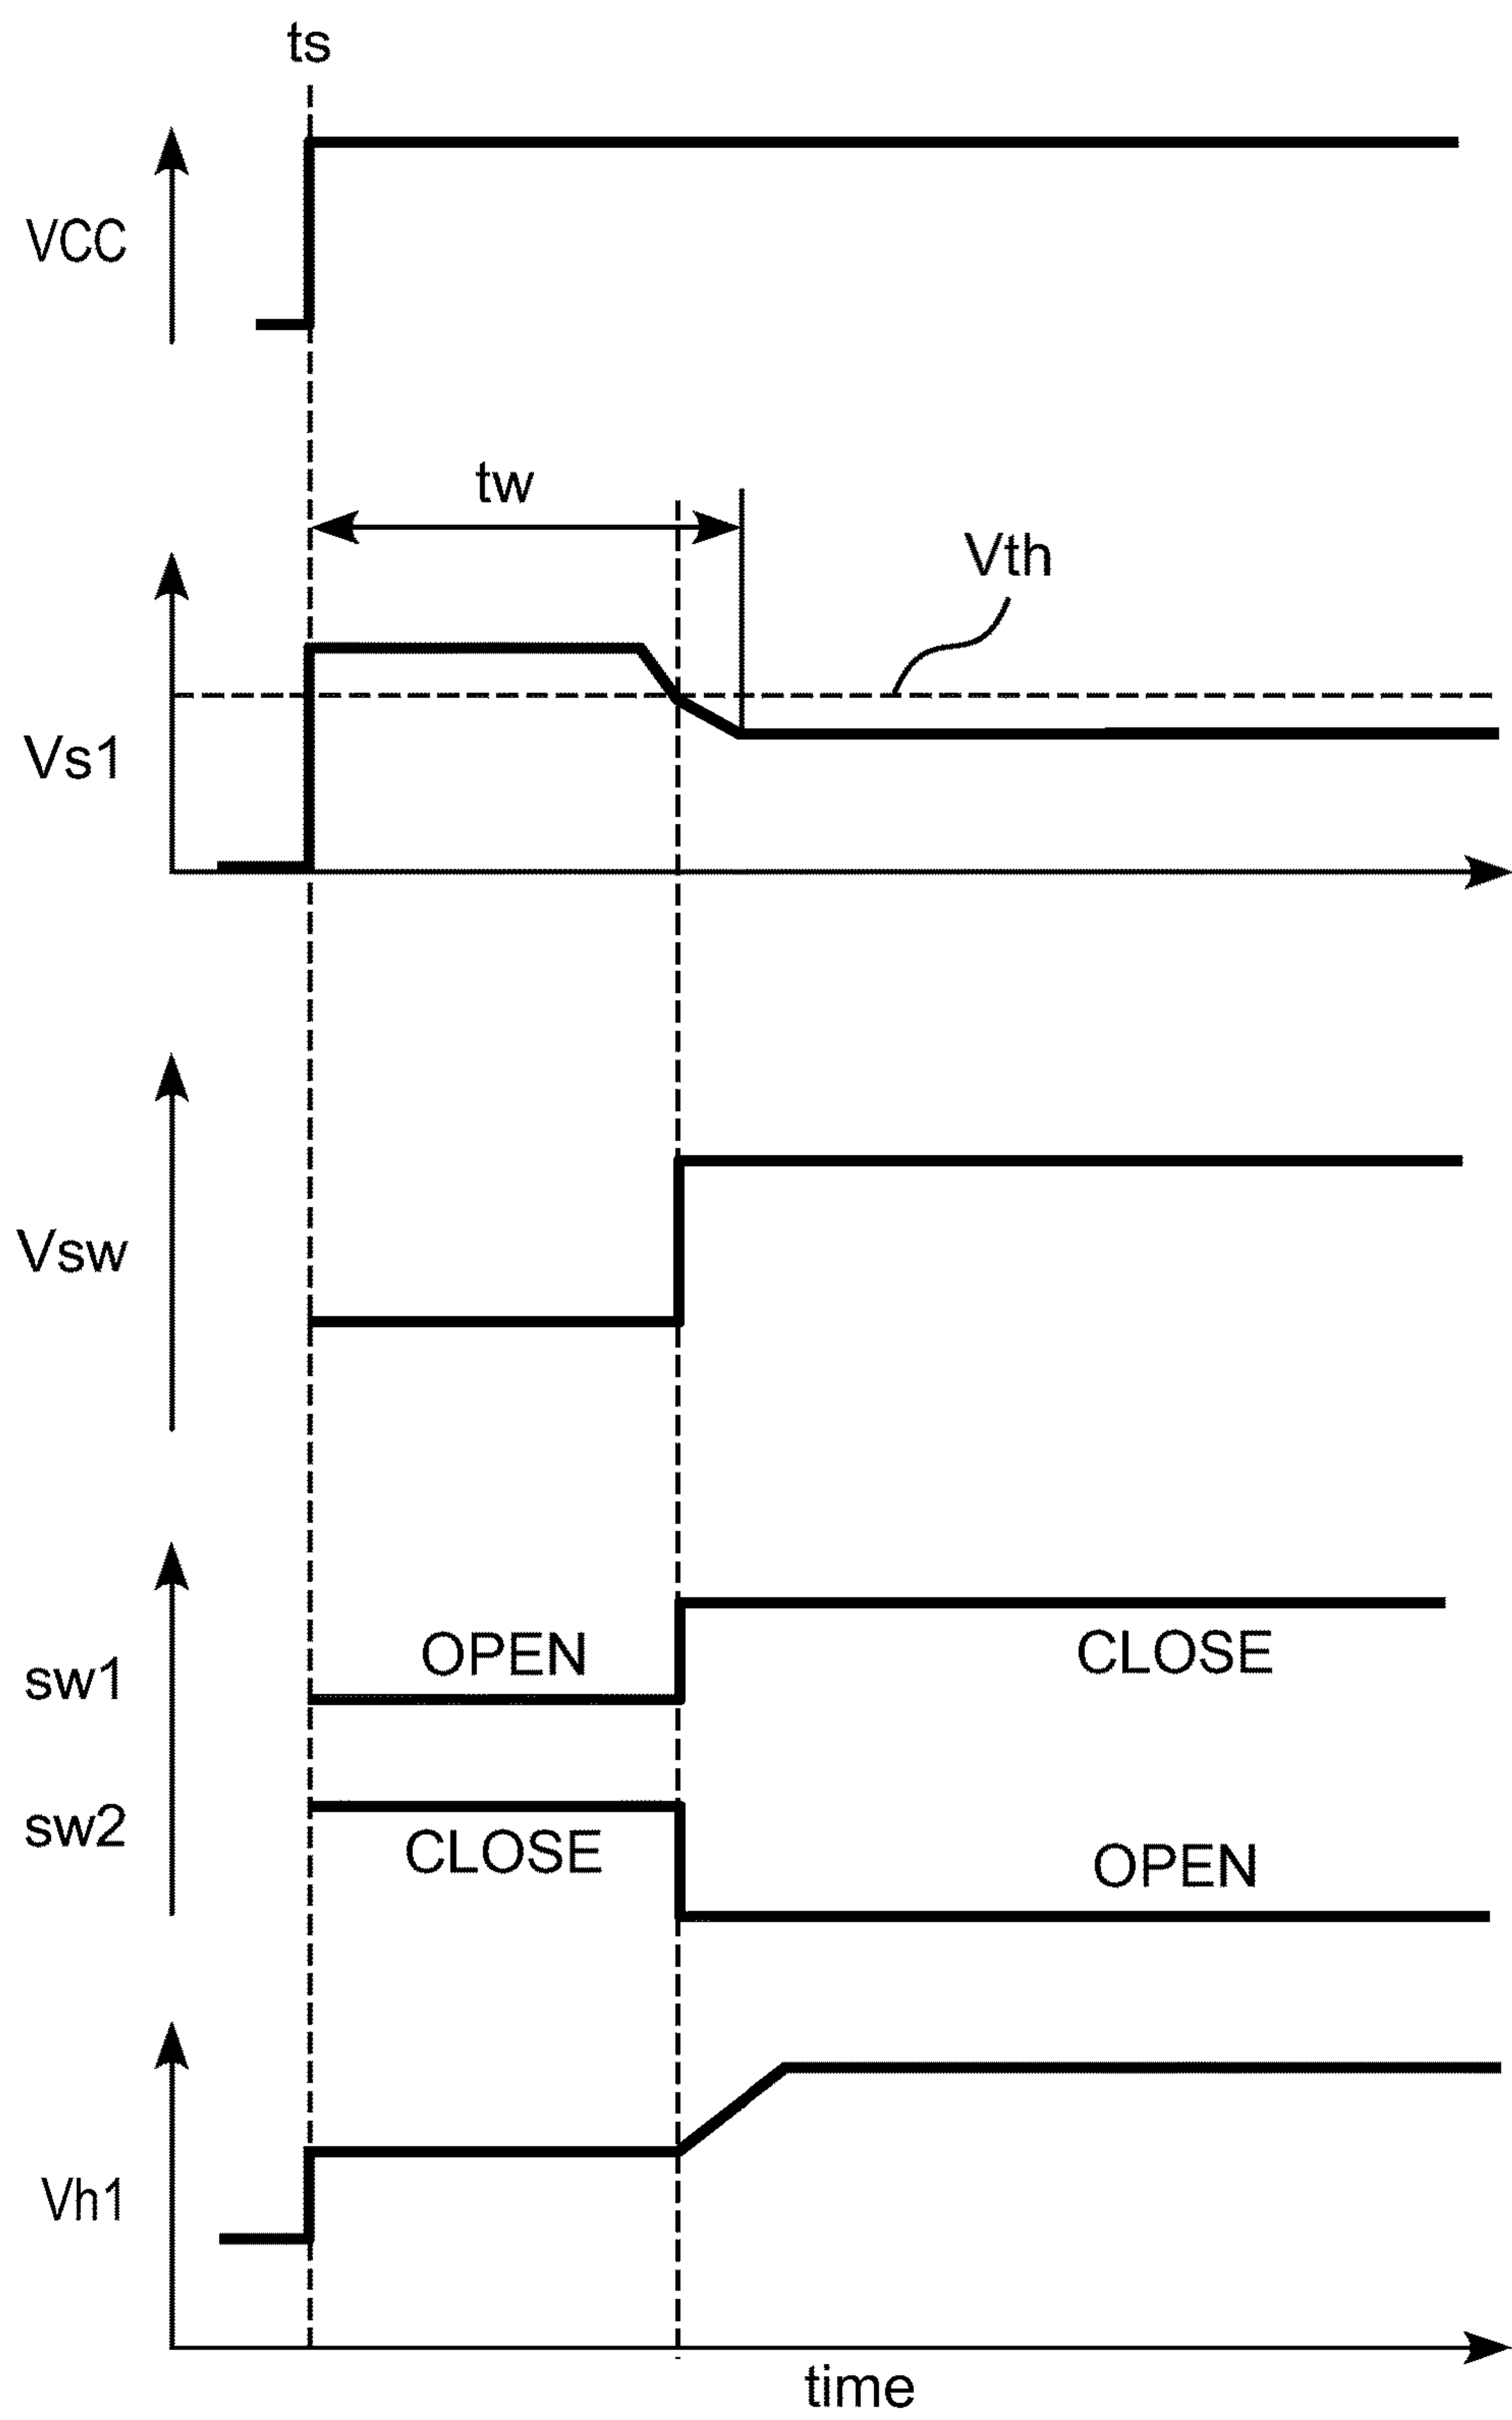 ts
VCC
tw
Vth
Vs1
Vsw
OPEN
CLOSE
sw1
sw2
CLOSE
OPEN
Vh1
time